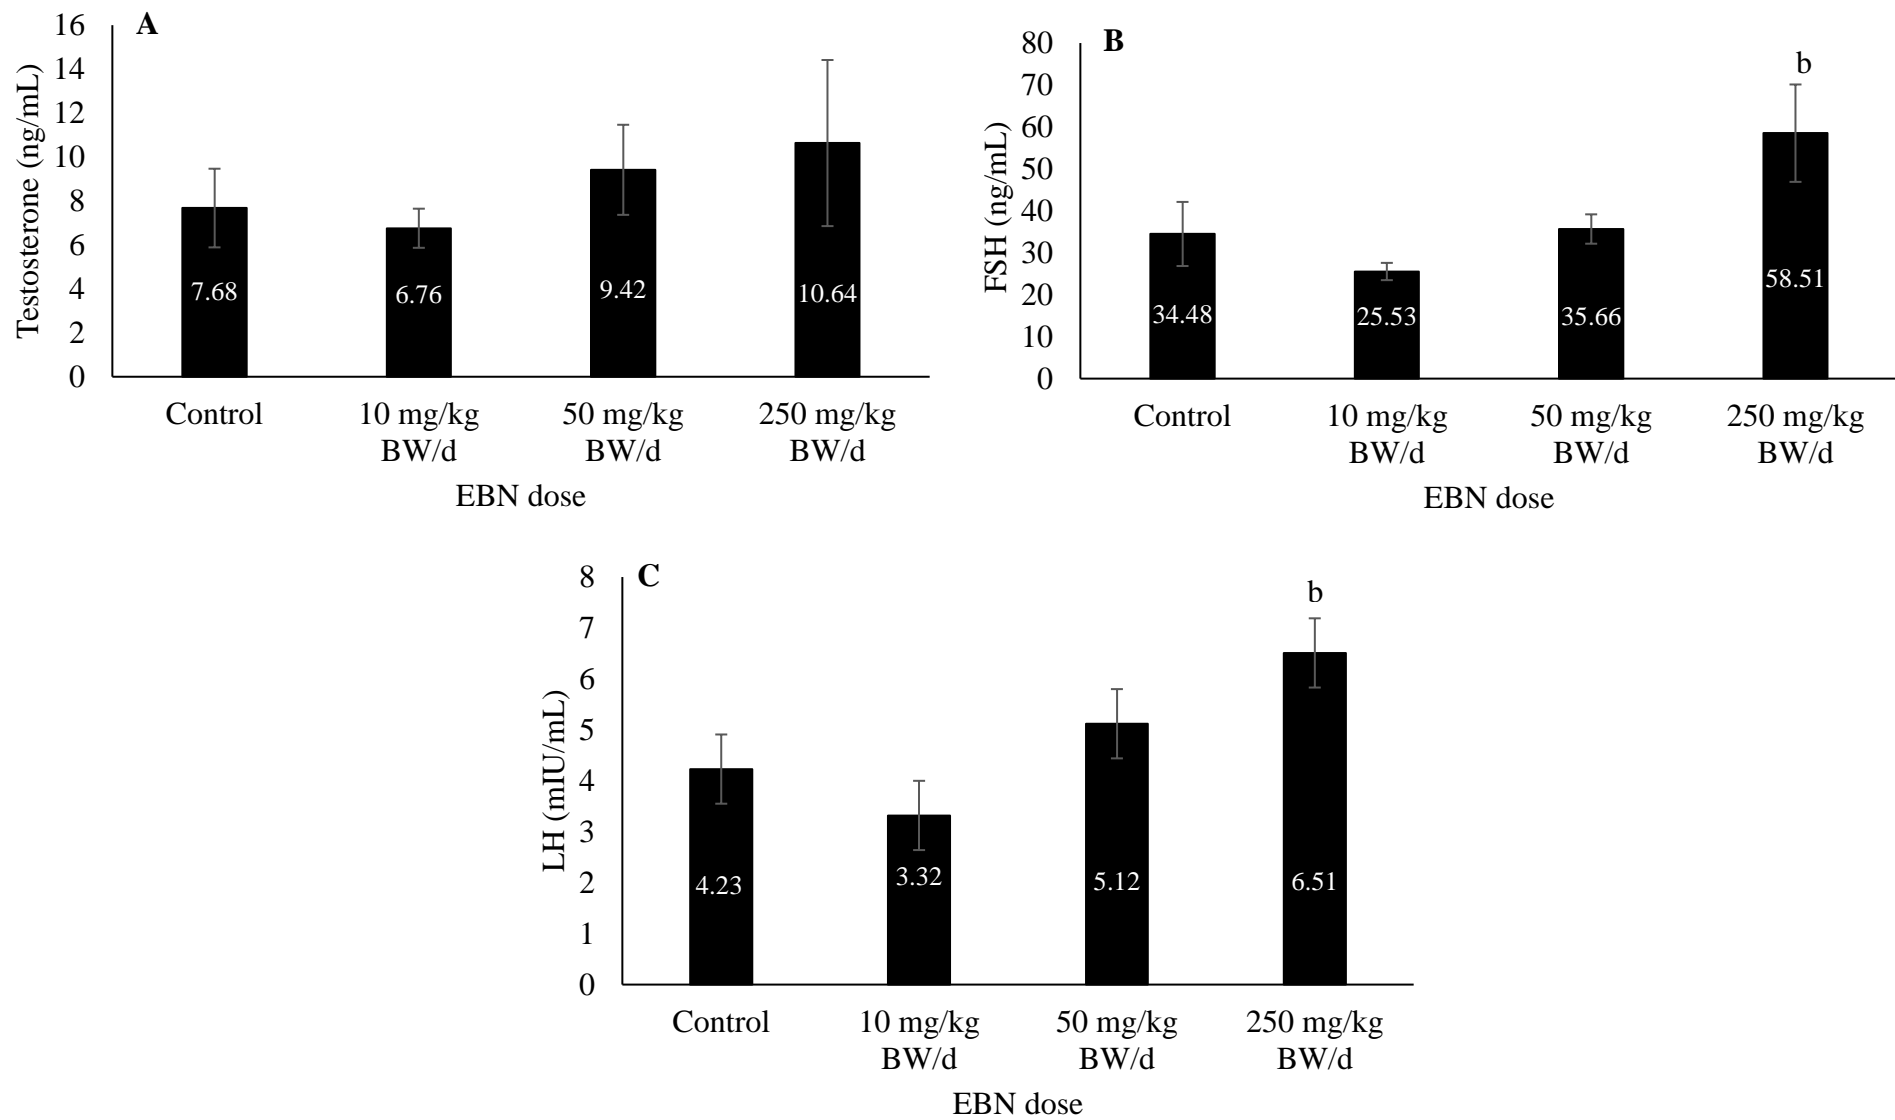 A
Testosterone (ng/mL)
16
14
12
10
8
6
4
2
0
7.68
6.76
9.42
10.64
Control
10 mg/kg
BW/d
50 mg/kg
BW/d
250 mg/kg
BW/d
EBN dose
B
FSH (ng/mL)
80
70
60
50
40
30
20
10
0
b
34.48
25.53
35.66
58.51
Control
10 mg/kg
BW/d
50 mg/kg
BW/d
250 mg/kg
BW/d
EBN dose
C
LH (mIU/mL)
8
7
6
5
4
3
2
1
0
b
4.23
3.32
5.12
6.51
Control
10 mg/kg
BW/d
50 mg/kg
BW/d
250 mg/kg
BW/d
EBN dose